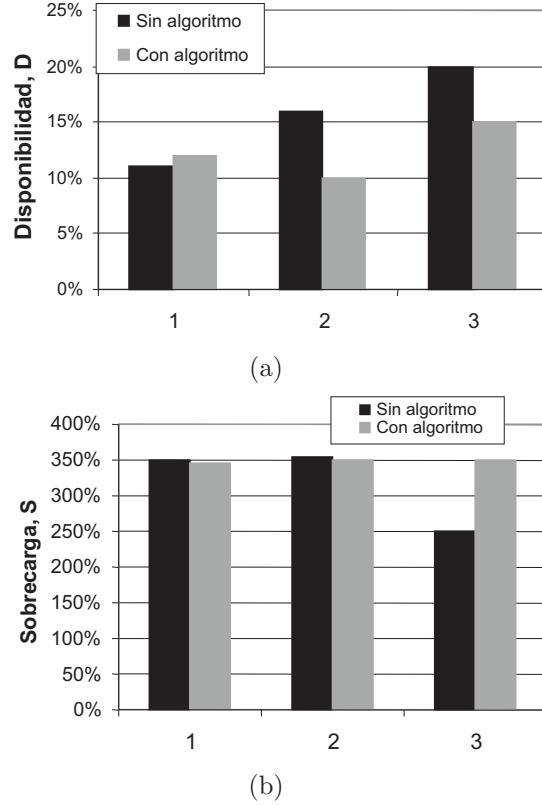 25%
Sin algoritmo
Con algoritmo
20%
15%
10%
5%
0%
Disponibilidad, D
1 2 3
(a)
Sin algoritmo
Con algoritmo
400%
350%
300%
250%
200%
150%
100%
50%
0%
Sobrecarga, S
1 2 3
(b)